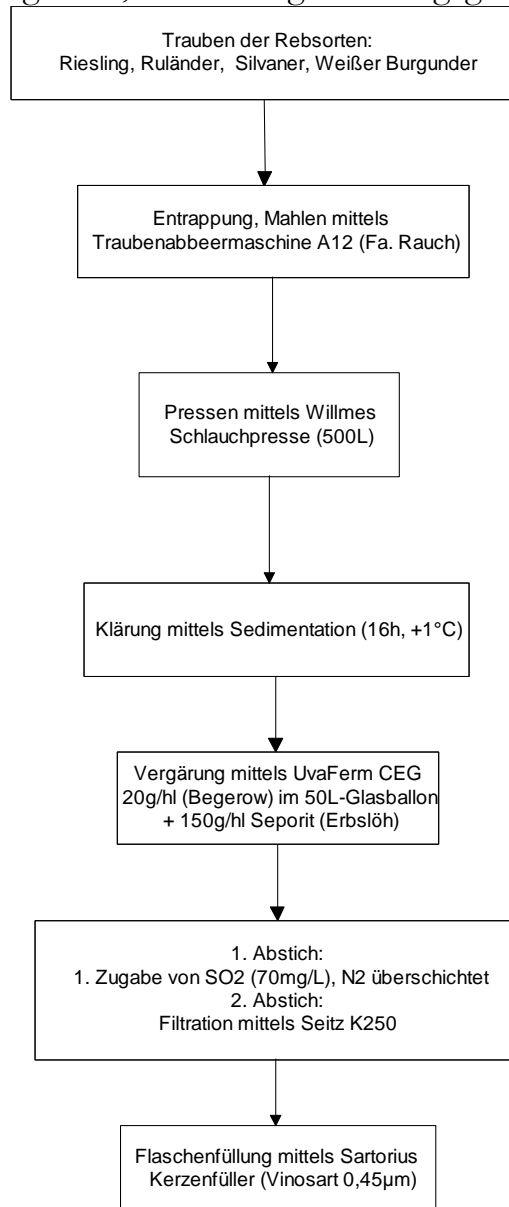 Trauben der Rebsorten:
Riesling, Ruländer, Silvaner, Weißer Burgunder
Entrappung, Mahlen mittels
Traubenabbeermaschine A12 (Fa. Rauch)
Pressen mittels Willmes
Schlauchpresse (500L)
Klärung mittels Sedimentation (16h, +1°C)
Vergärung mittels UvaFerm CEG
20g/hl (Begerow) im 50L-Glasballon
+ 150g/hl Seporit (Erbslöh)
1. Abstich:
1. Zugabe von SO2 (70mg/L), N2 überschichtet
2. Abstich:
Filtration mittels Seitz K250
Flaschenfüllung mittels Sartorius
Kerzenfüller (Vinosart 0,45µm)